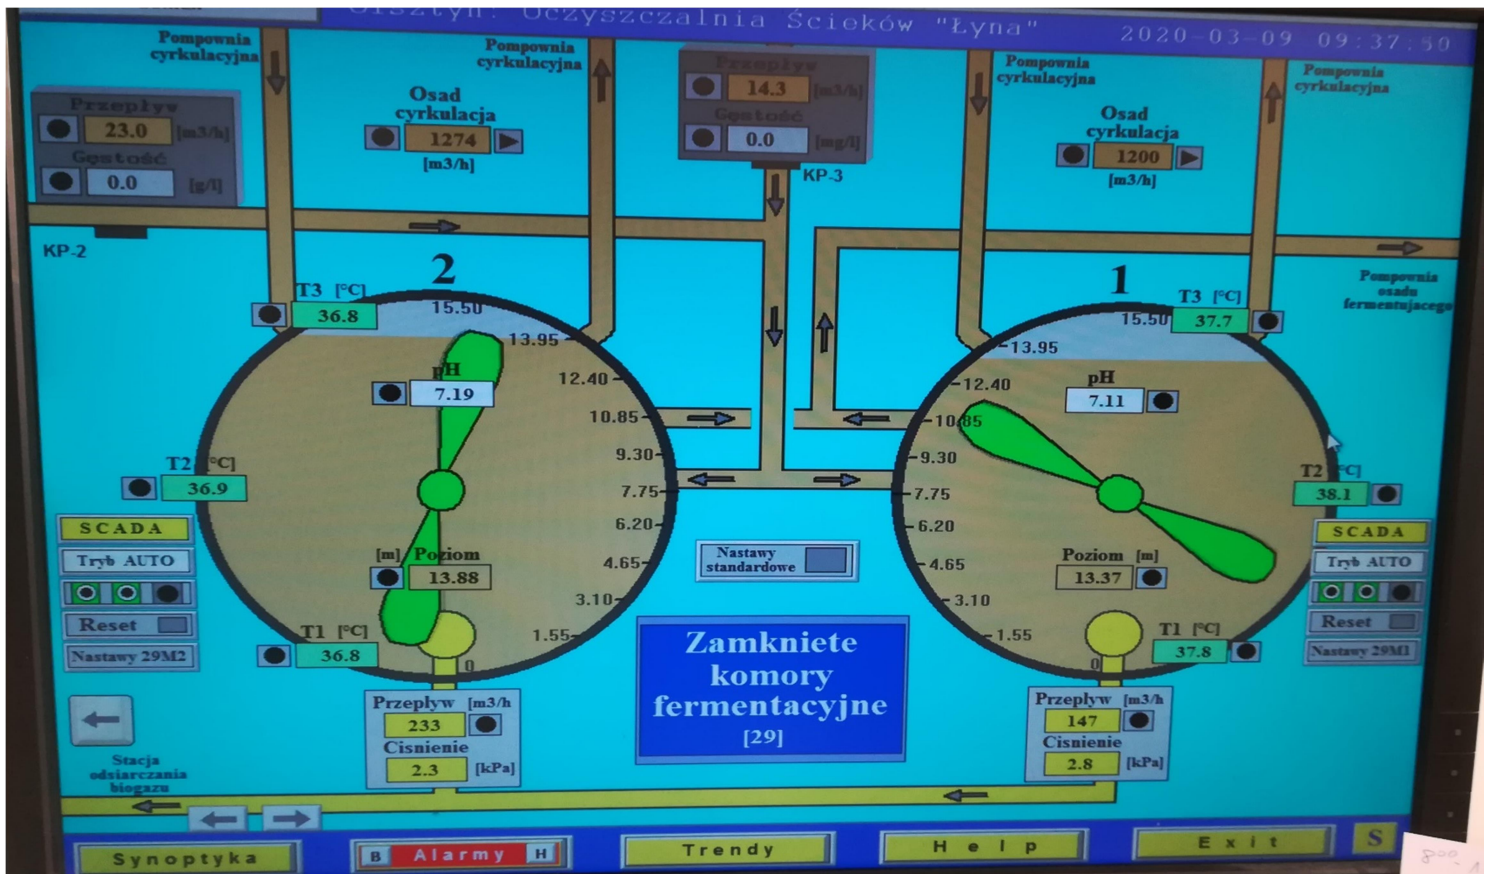 Olsztyn: Oczyszczalnia Ścieków "Łyna"
2020-03-09 09:37:50
Pompownia
cyrkulacyjna
Pompownia
cyrkulacyjna
Pompownia
cyrkulacyjna
Pompownia
cyrkulacyjna
Przepływ
23.0 [m3/h]
Gęstość
0.0 [g/l]
KP-2
Osad
cyrkulacja
1274
[m3/h]
Przepływ
14.3 [m3/h]
Gęstość
0.0 [mg/l]
KP-3
Osad
cyrkulacja
1200
[m3/h]
Pompownia
osadu
fermentujacego
2
T3 [°C]
36.8
15.50
13.95
12.40
10.85
9.30
7.75
6.20
4.65
3.10
1.55
0
pH
7.19
T2 [°C]
36.9
[m] Poziom
13.88
T1 [°C]
36.8
SCADA
Tryb AUTO
Reset
Nastawy 29M2
1
T3 [°C]
37.7
15.50
13.95
12.40
10.85
9.30
7.75
6.20
4.65
3.10
1.55
0
pH
7.11
T2 [°C]
38.1
Poziom [m]
13.37
T1 [°C]
37.8
SCADA
Tryb AUTO
Reset
Nastawy 29M1
Nastawy
standardowe
Zamkniete
komory
fermentacyjne
[29]
Przepływ [m3/h
233
Cisnienie
2.3 [kPa]
Przepływ [m3/h
147
Cisnienie
2.8 [kPa]
Stacja
odsiarczania
biogazu
Synoptyka
B Alarmy H
Trendy
Help
Exit
S